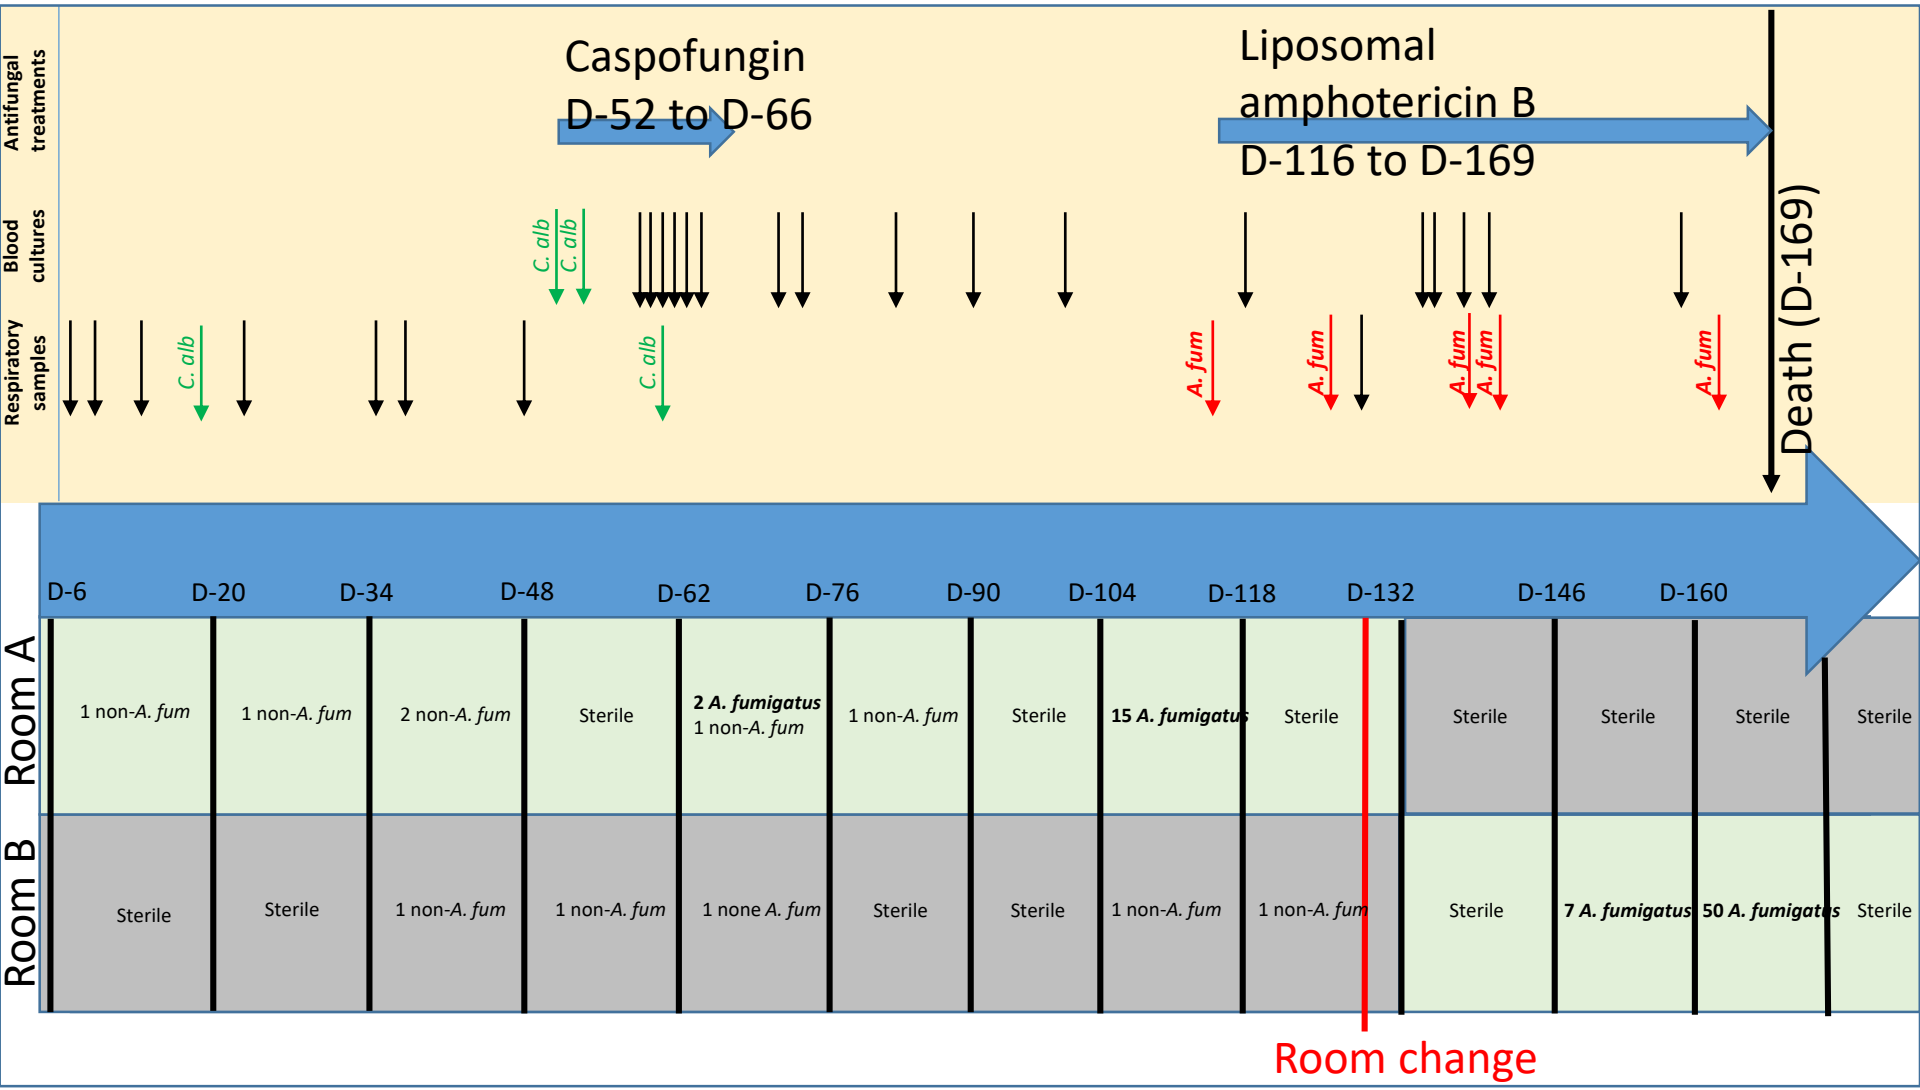 Antifungal
treatments
Caspofungin
D-52 to D-66
Liposomal
amphotericin B
D-116 to D-169
Blood
cultures
C. alb
C. alb
Respiratory
samples
C. alb
C. alb
A. fum
A. fum
A. fum
A. fum
A. fum
Death (D-169)
D-6 D-20 D-34 D-48 D-62 D-76 D-90 D-104 D-118 D-132 D-146 D-160
Room A
1 non-A. fum
1 non-A. fum
2 non-A. fum
Sterile
2 A. fumigatus
1 non-A. fum
1 non-A. fum
Sterile
15 A. fumigatus
Sterile
Sterile
Sterile
Sterile
Sterile
Room B
Sterile
Sterile
1 non-A. fum
1 non-A. fum
1 none A. fum
Sterile
Sterile
1 non-A. fum
1 non-A. fum
Sterile
7 A. fumigatus
50 A. fumigatus
Sterile
Room change